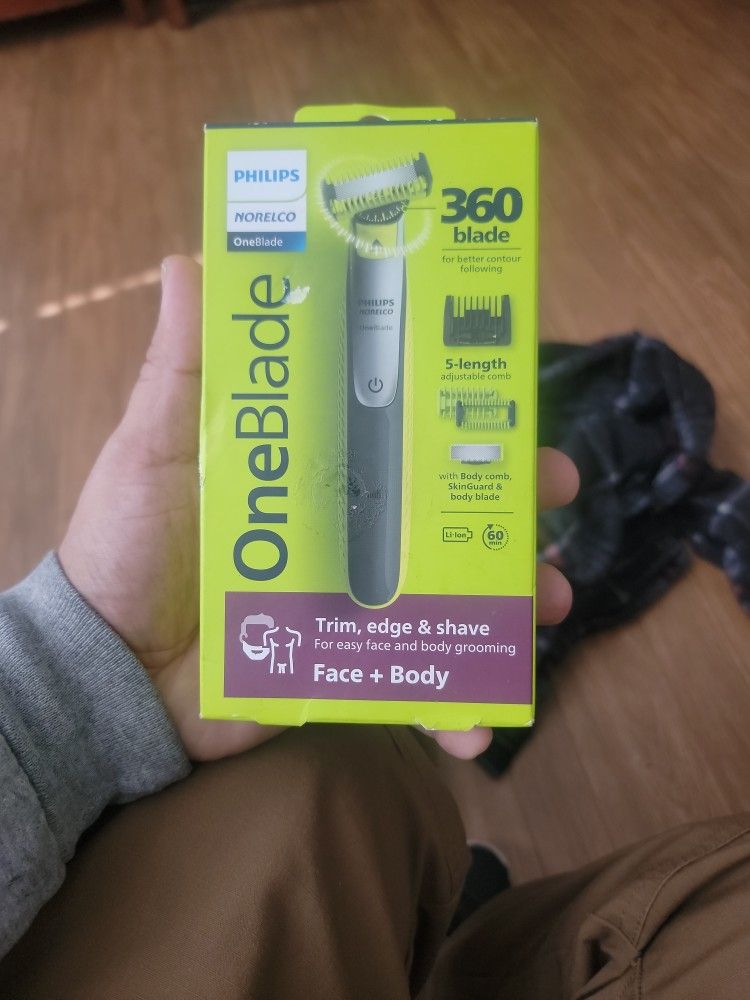 PHILIPS
NORELCO
OneBlade
OneBlade
PHILIPS
NORELCO
OneBlade
360
blade
for better contour
following
5-length
adjustable comb
with Body comb,
SkinGuard &
body blade
Li-Ion
60
min
Trim, edge & shave
For easy face and body grooming
Face + Body